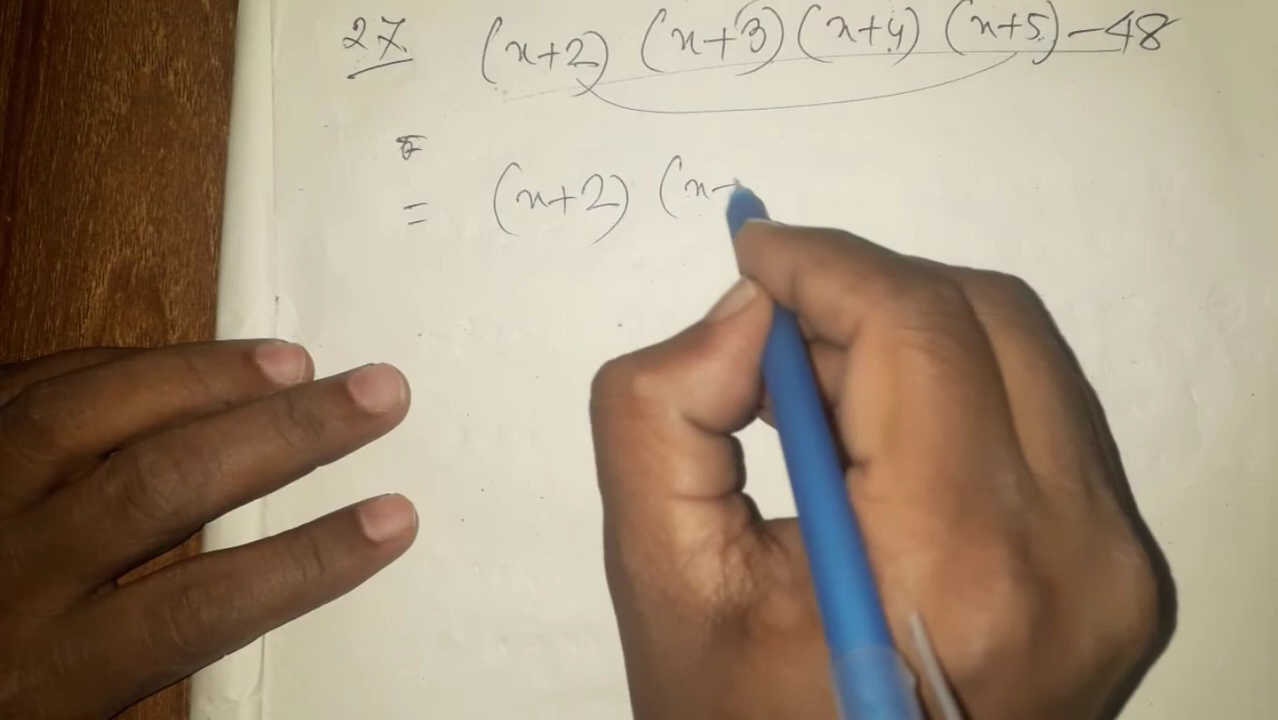 27 (x+2) (x+3) (x+4) (x+5) - 48
= (x+2) (x-